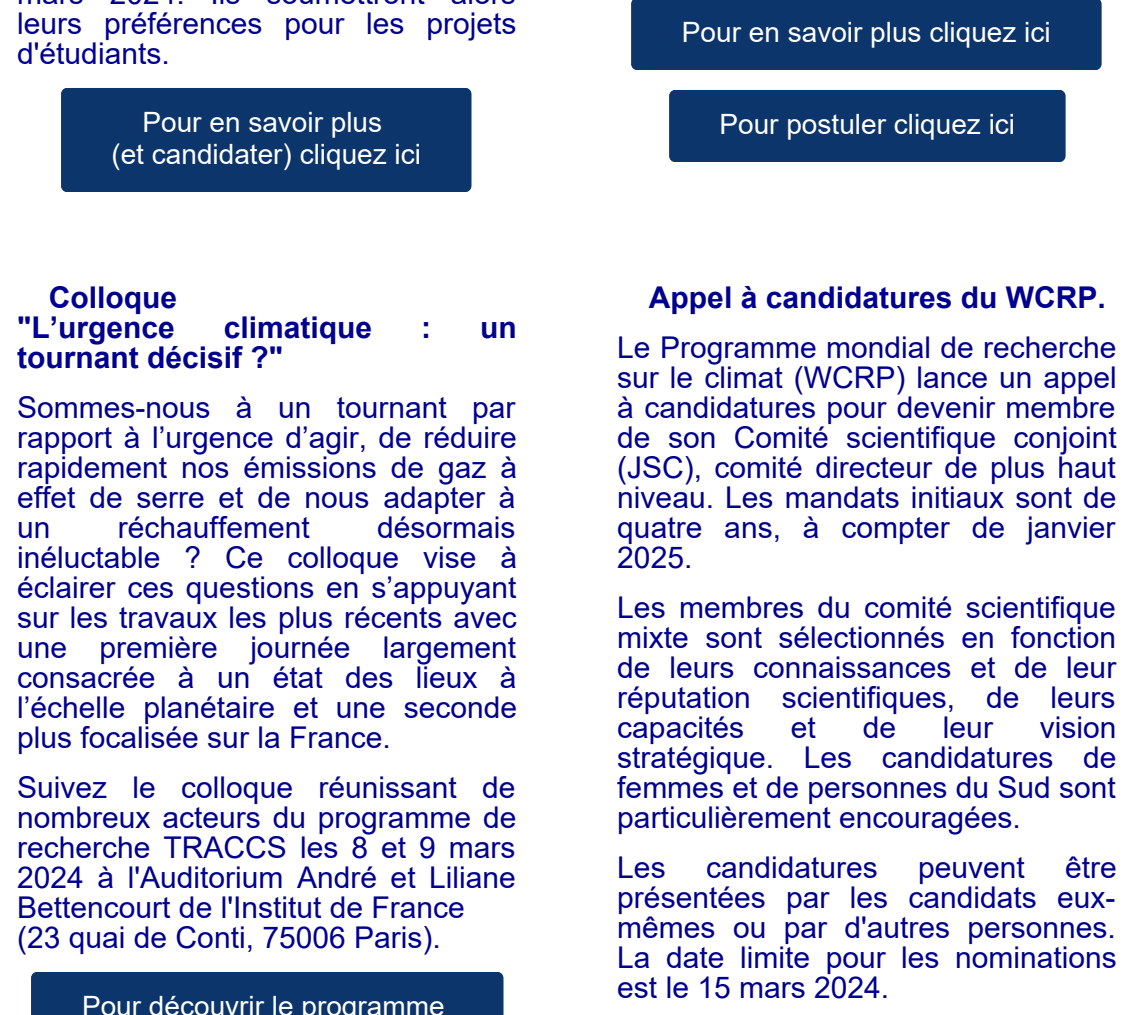 leurs préférences pour les projets
d'étudiants.
Pour en savoir plus
(et candidater) cliquez ici
Pour en savoir plus cliquez ici
Pour postuler cliquez ici
Colloque
"L’urgence climatique : un
tournant décisif ?"
Sommes-nous à un tournant par
rapport à l’urgence d’agir, de réduire
rapidement nos émissions de gaz à
effet de serre et de nous adapter à
un réchauffement désormais
inéluctable ? Ce colloque vise à
éclairer ces questions en s’appuyant
sur les travaux les plus récents avec
une première journée largement
consacrée à un état des lieux à
l’échelle planétaire et une seconde
plus focalisée sur la France.
Suivez le colloque réunissant de
nombreux acteurs du programme de
recherche TRACCS les 8 et 9 mars
2024 à l'Auditorium André et Liliane
Bettencourt de l'Institut de France
(23 quai de Conti, 75006 Paris).
Pour découvrir le programme
Appel à candidatures du WCRP.
Le Programme mondial de recherche
sur le climat (WCRP) lance un appel
à candidatures pour devenir membre
de son Comité scientifique conjoint
(JSC), comité directeur de plus haut
niveau. Les mandats initiaux sont de
quatre ans, à compter de janvier
2025.
Les membres du comité scientifique
mixte sont sélectionnés en fonction
de leurs connaissances et de leur
réputation scientifiques, de leurs
capacités et de leur vision
stratégique. Les candidatures de
femmes et de personnes du Sud sont
particulièrement encouragées.
Les candidatures peuvent être
présentées par les candidats eux-
mêmes ou par d'autres personnes.
La date limite pour les nominations
est le 15 mars 2024.